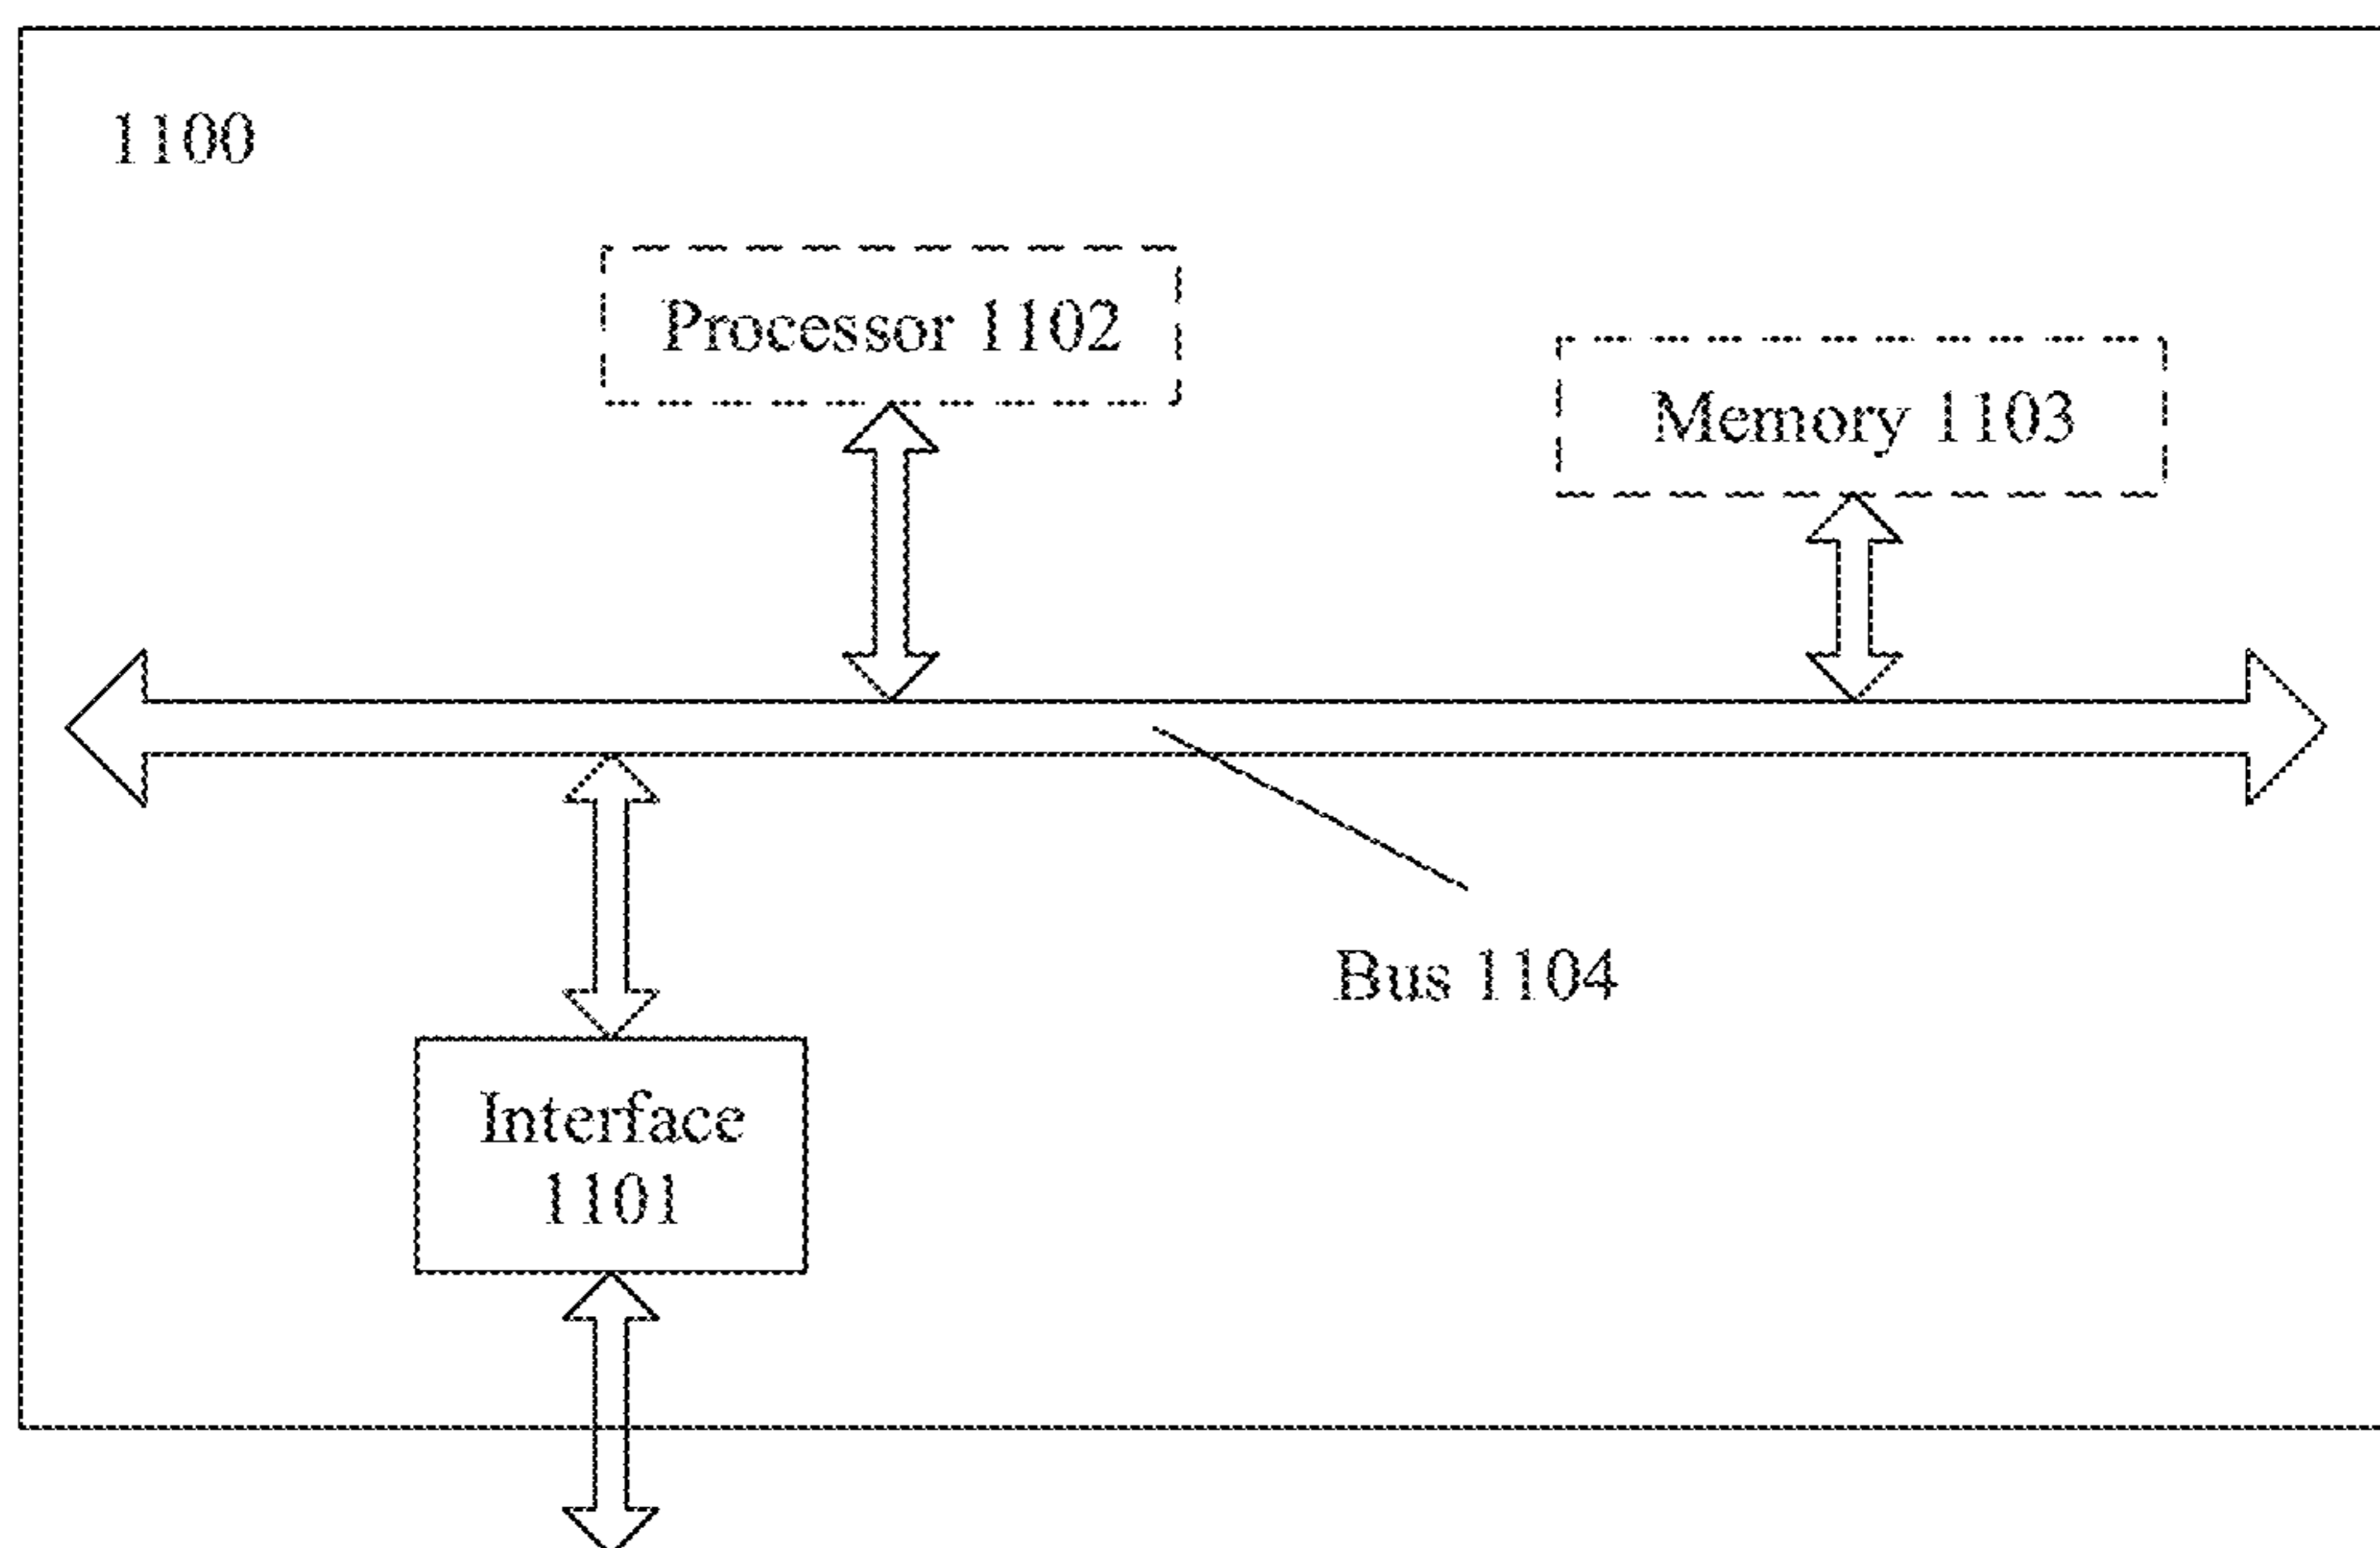 1100
Processor 1102
Memory 1103
Bus 1104
Interface
1101